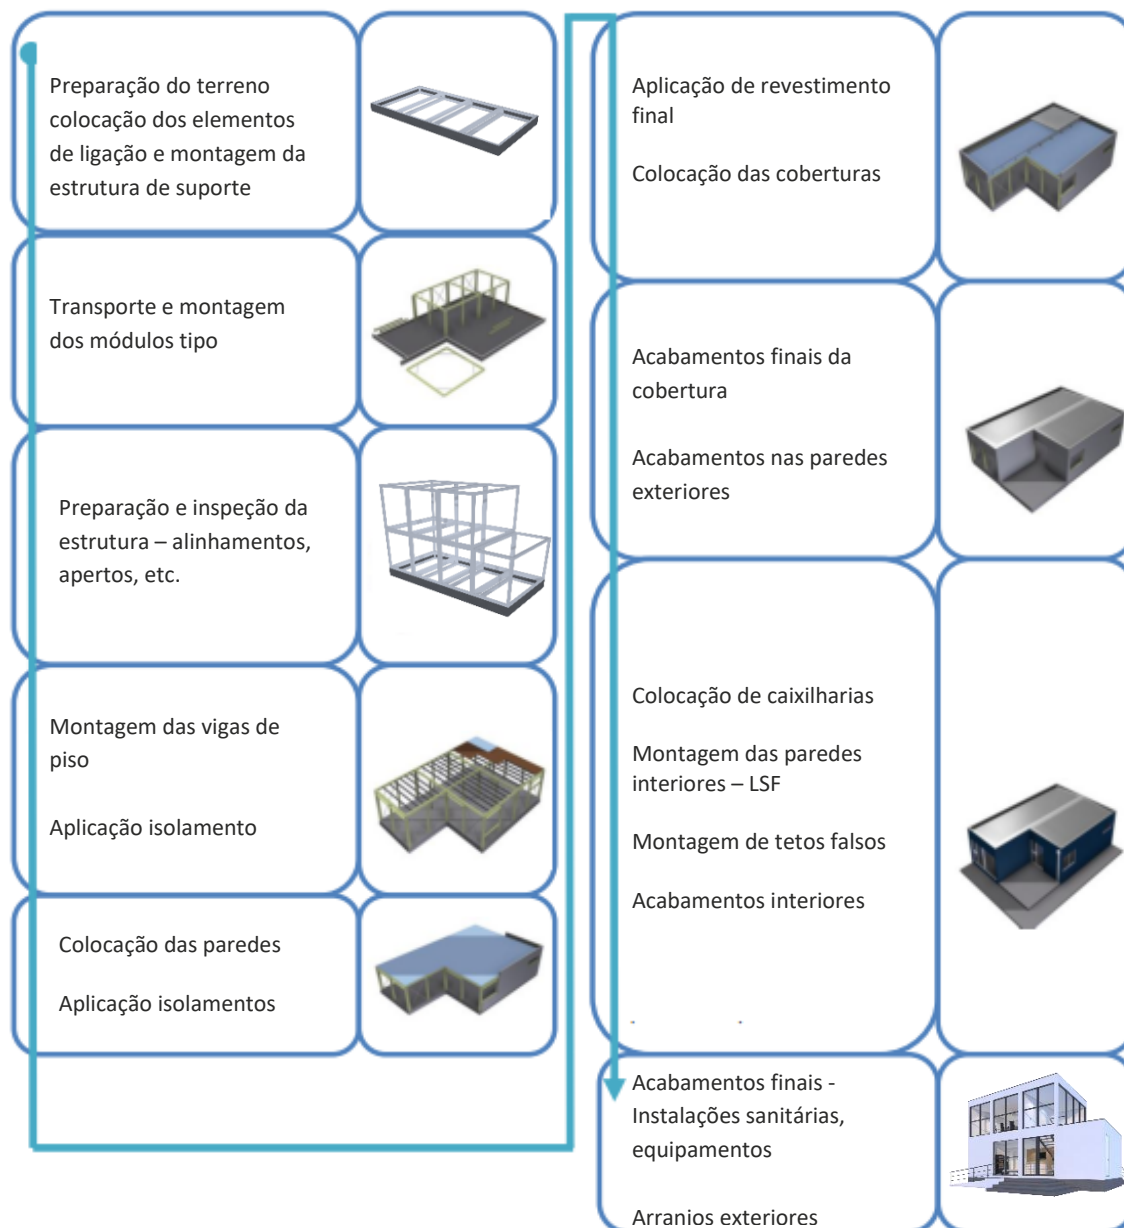 Preparação do terreno
colocação dos elementos
de ligação e montagem da
estrutura de suporte
Transporte e montagem
dos módulos tipo
Preparação e inspeção da
estrutura – alinhamentos,
apertos, etc.
Montagem das vigas de
piso
Aplicação isolamento
Colocação das paredes
Aplicação isolamentos
Aplicação de revestimento
final
Colocação das coberturas
Acabamentos finais da
cobertura
Acabamentos nas paredes
exteriores
Colocação de caixilharias
Montagem das paredes
interiores – LSF
Montagem de tetos falsos
Acabamentos interiores
Acabamentos finais -
Instalações sanitárias,
equipamentos
Arranjos exteriores